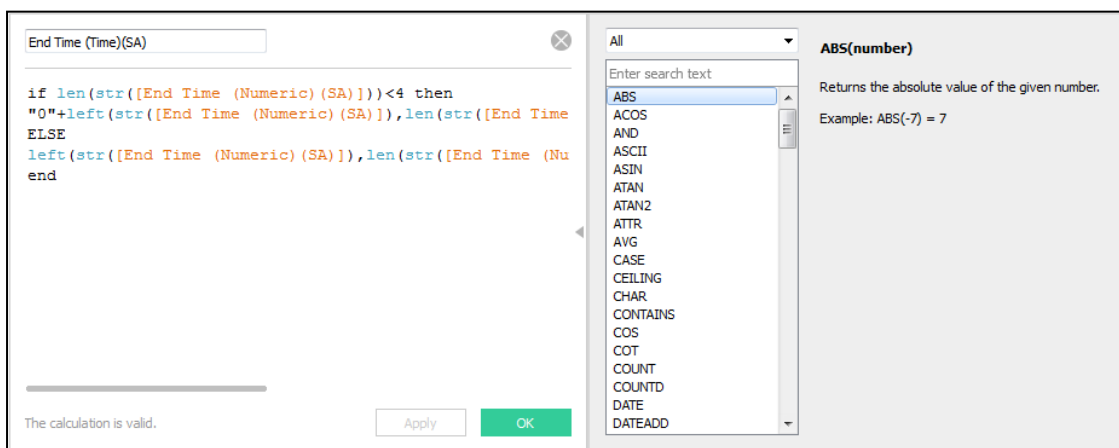 End Time (Time)(SA)
if len(str([End Time (Numeric)(SA)]))<4 then
"0"+left(str([End Time (Numeric)(SA)]),len(str([End Time
ELSE
left(str([End Time (Numeric)(SA)]),len(str([End Time (Nu
end
The calculation is valid.
Apply
OK
All
Enter search text
ABS
ACOS
AND
ASCII
ASIN
ATAN
ATAN2
ATTR
AVG
CASE
CEILING
CHAR
CONTAINS
COS
COT
COUNT
COUNTD
DATE
DATEADD
ABS(number)
Returns the absolute value of the given number.
Example: ABS(-7) = 7